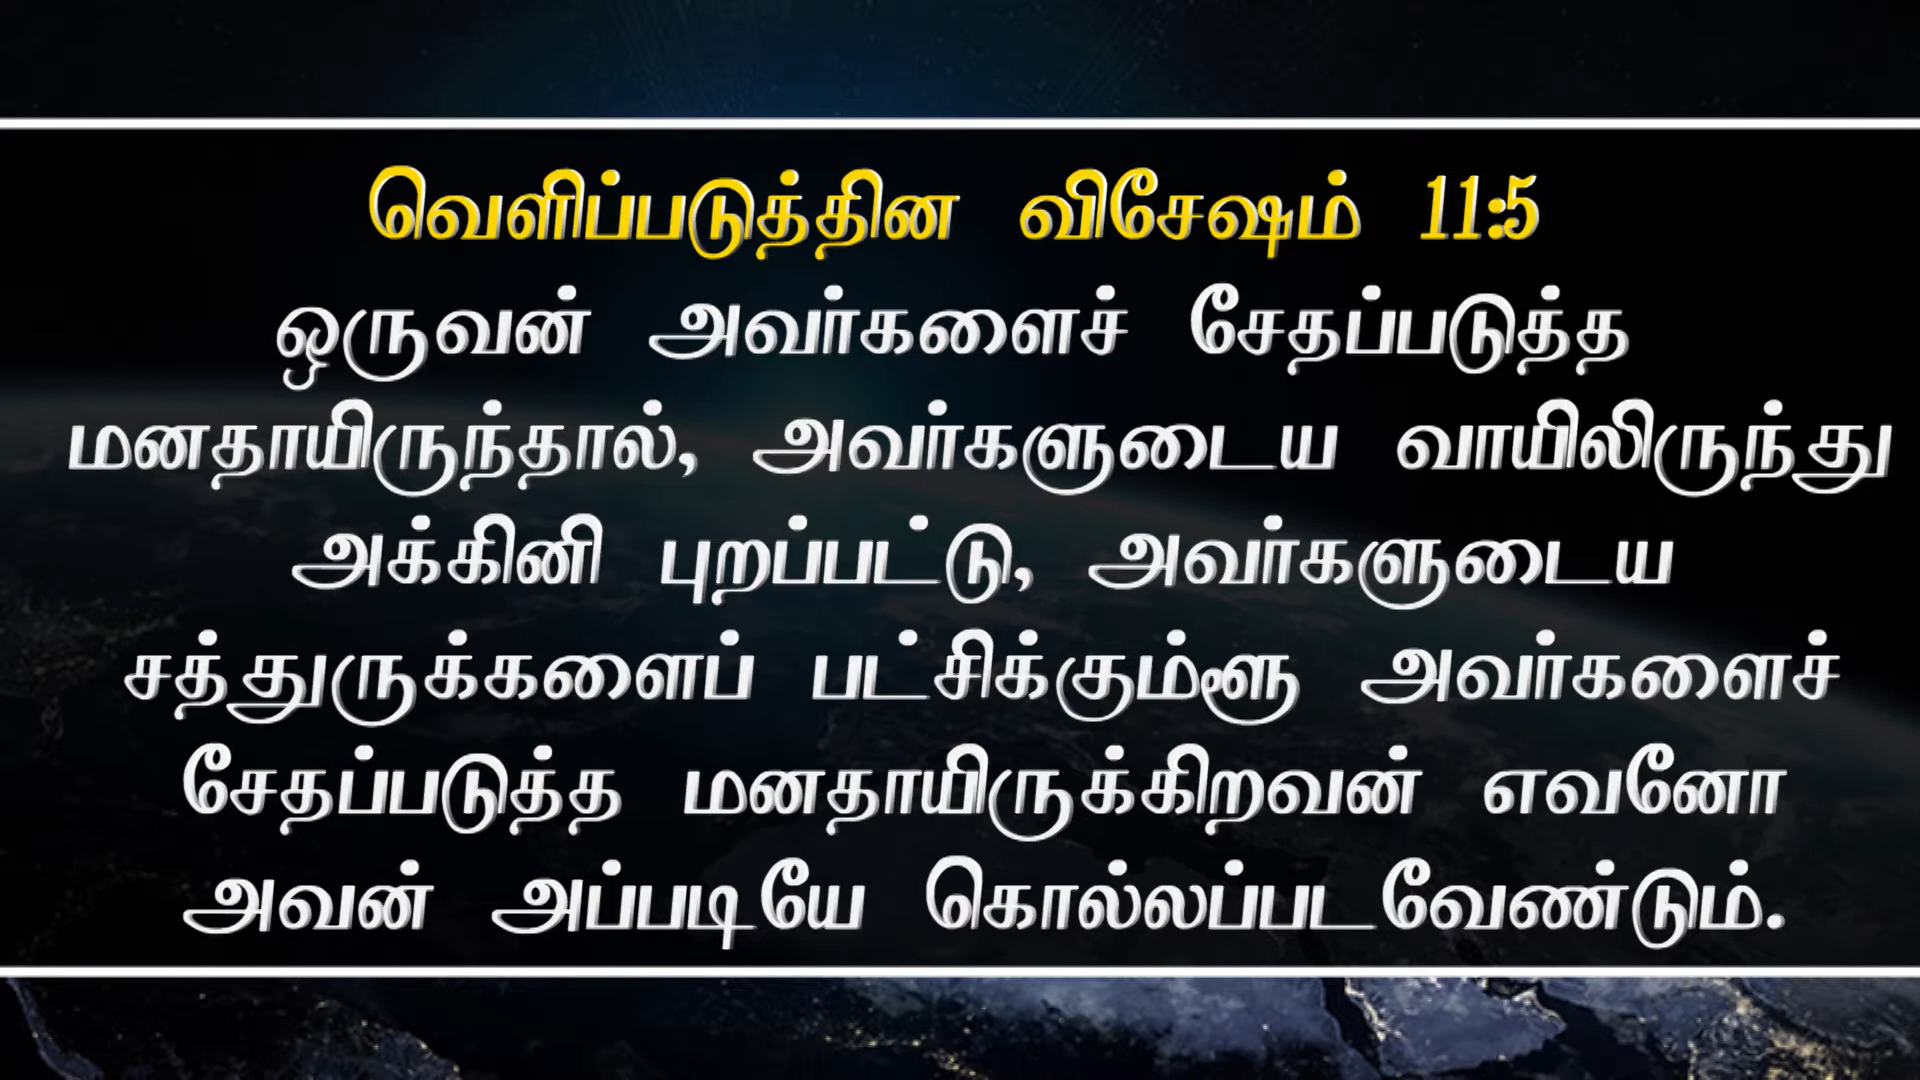 வெளிப்படுத்தின விசேஷம் 11:5
ஒருவன் அவர்களைச் சேதப்படுத்த
மனதாயிருந்தால், அவர்களுடைய வாயிலிருந்து
அக்கினி புறப்பட்டு, அவர்களுடைய
சத்துருக்களைப் பட்சிக்கும்ளூ அவர்களைச்
சேதப்படுத்த மனதாயிருக்கிறவன் எவனோ
அவன் அப்படியே கொல்லப்படவேண்டும்.